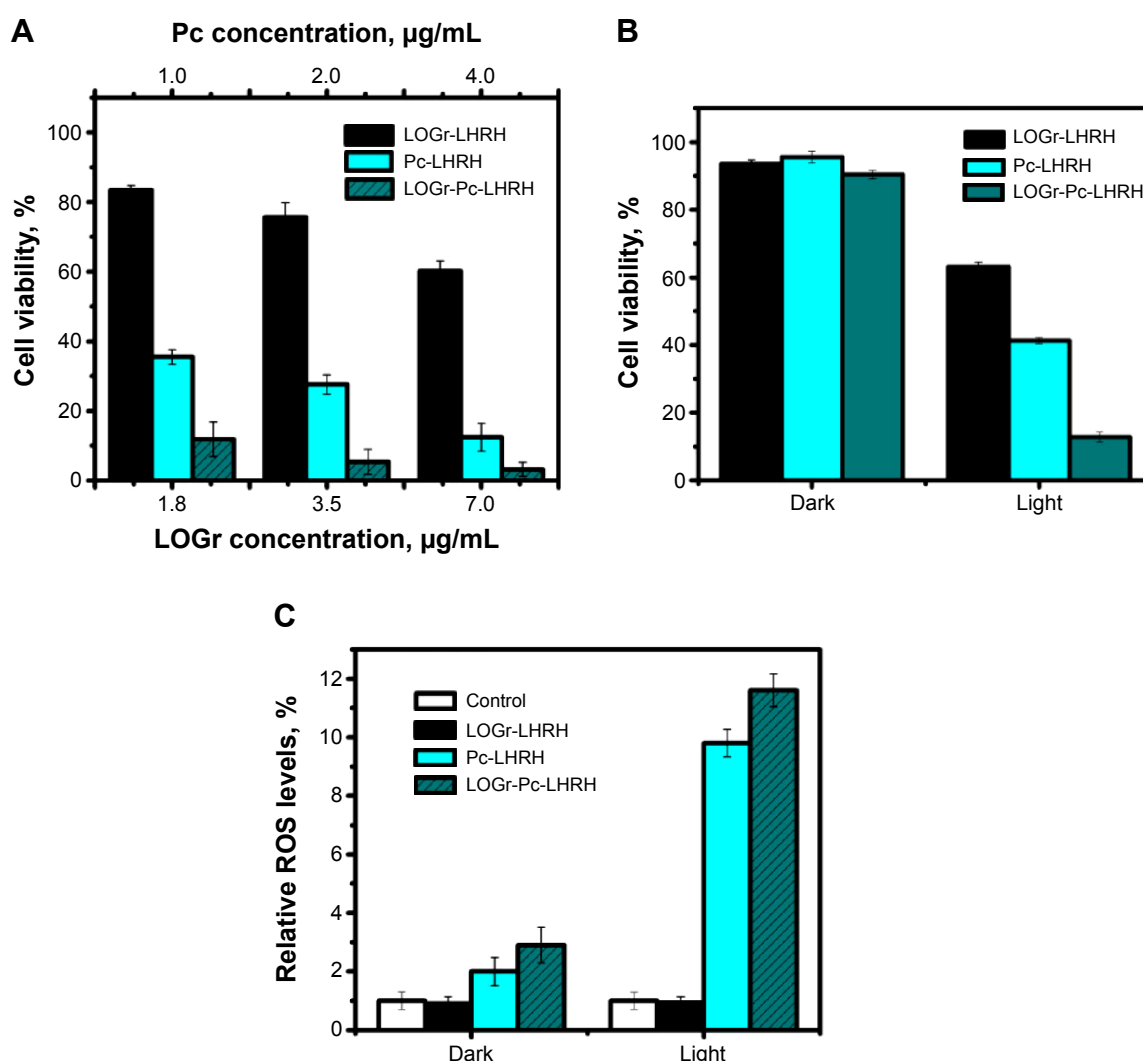 A
Pc concentration, µg/mL
1.0 2.0 4.0
100
80
60
40
20
0
Cell viability, %
LOGr-LHRH
Pc-LHRH
LOGr-Pc-LHRH
1.8 3.5 7.0
LOGr concentration, µg/mL
B
100
80
60
40
20
0
Cell viability, %
LOGr-LHRH
Pc-LHRH
LOGr-Pc-LHRH
Dark Light
C
12
10
8
6
4
2
0
Relative ROS levels, %
Control
LOGr-LHRH
Pc-LHRH
LOGr-Pc-LHRH
Dark Light